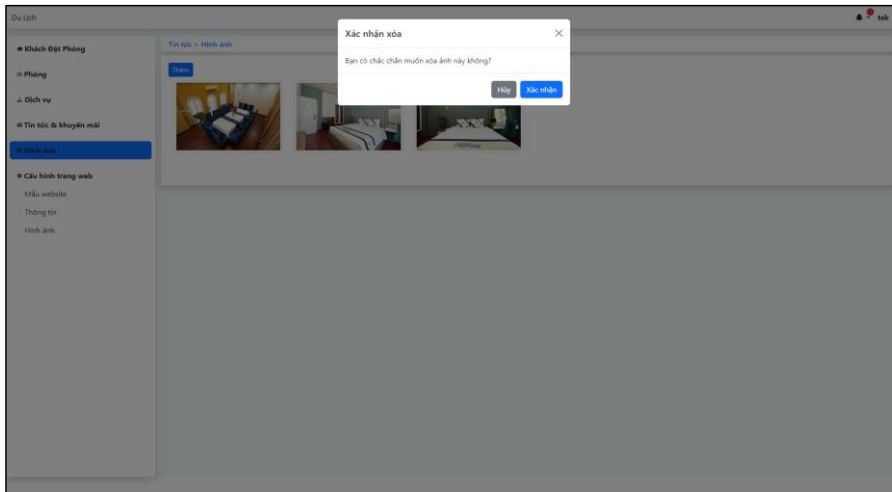 Du Lịch
tak
Khách Đặt Phòng
Phòng
Dịch vụ
Tin tức & khuyến mãi
Hình ảnh
Cấu hình trang web
Mẫu website
Thông tin
Hình ảnh
Tin tức > Hình ảnh
Thêm
Xác nhận xóa
Bạn có chắc chắn muốn xóa ảnh này không?
Hủy
Xác nhận